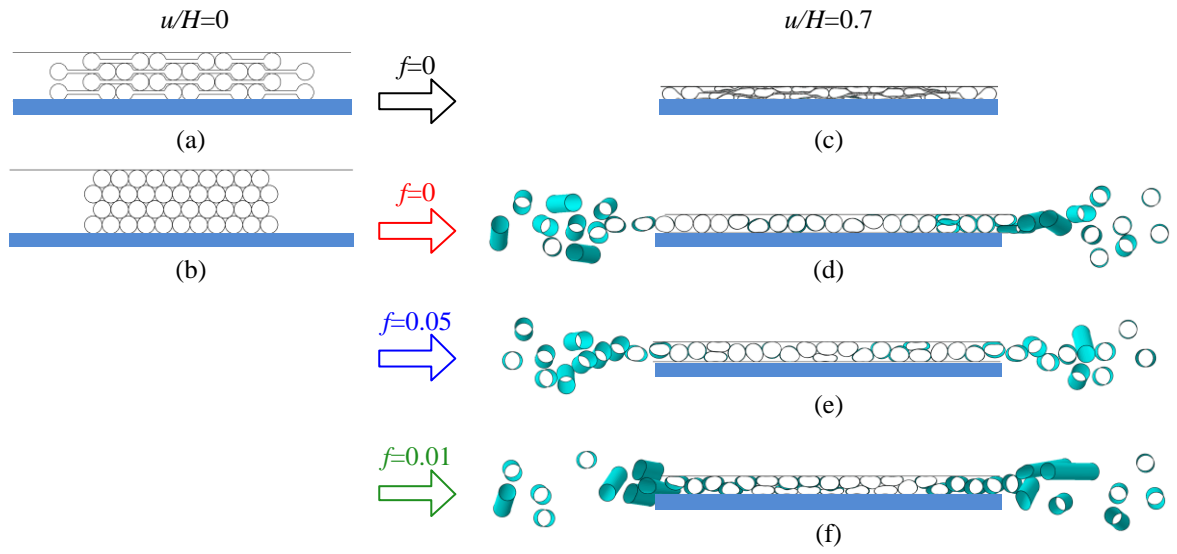 u/H=0
u/H=0.7
f=0
(a)
(c)
f=0
(b)
(d)
f=0.05
(e)
f=0.01
(f)